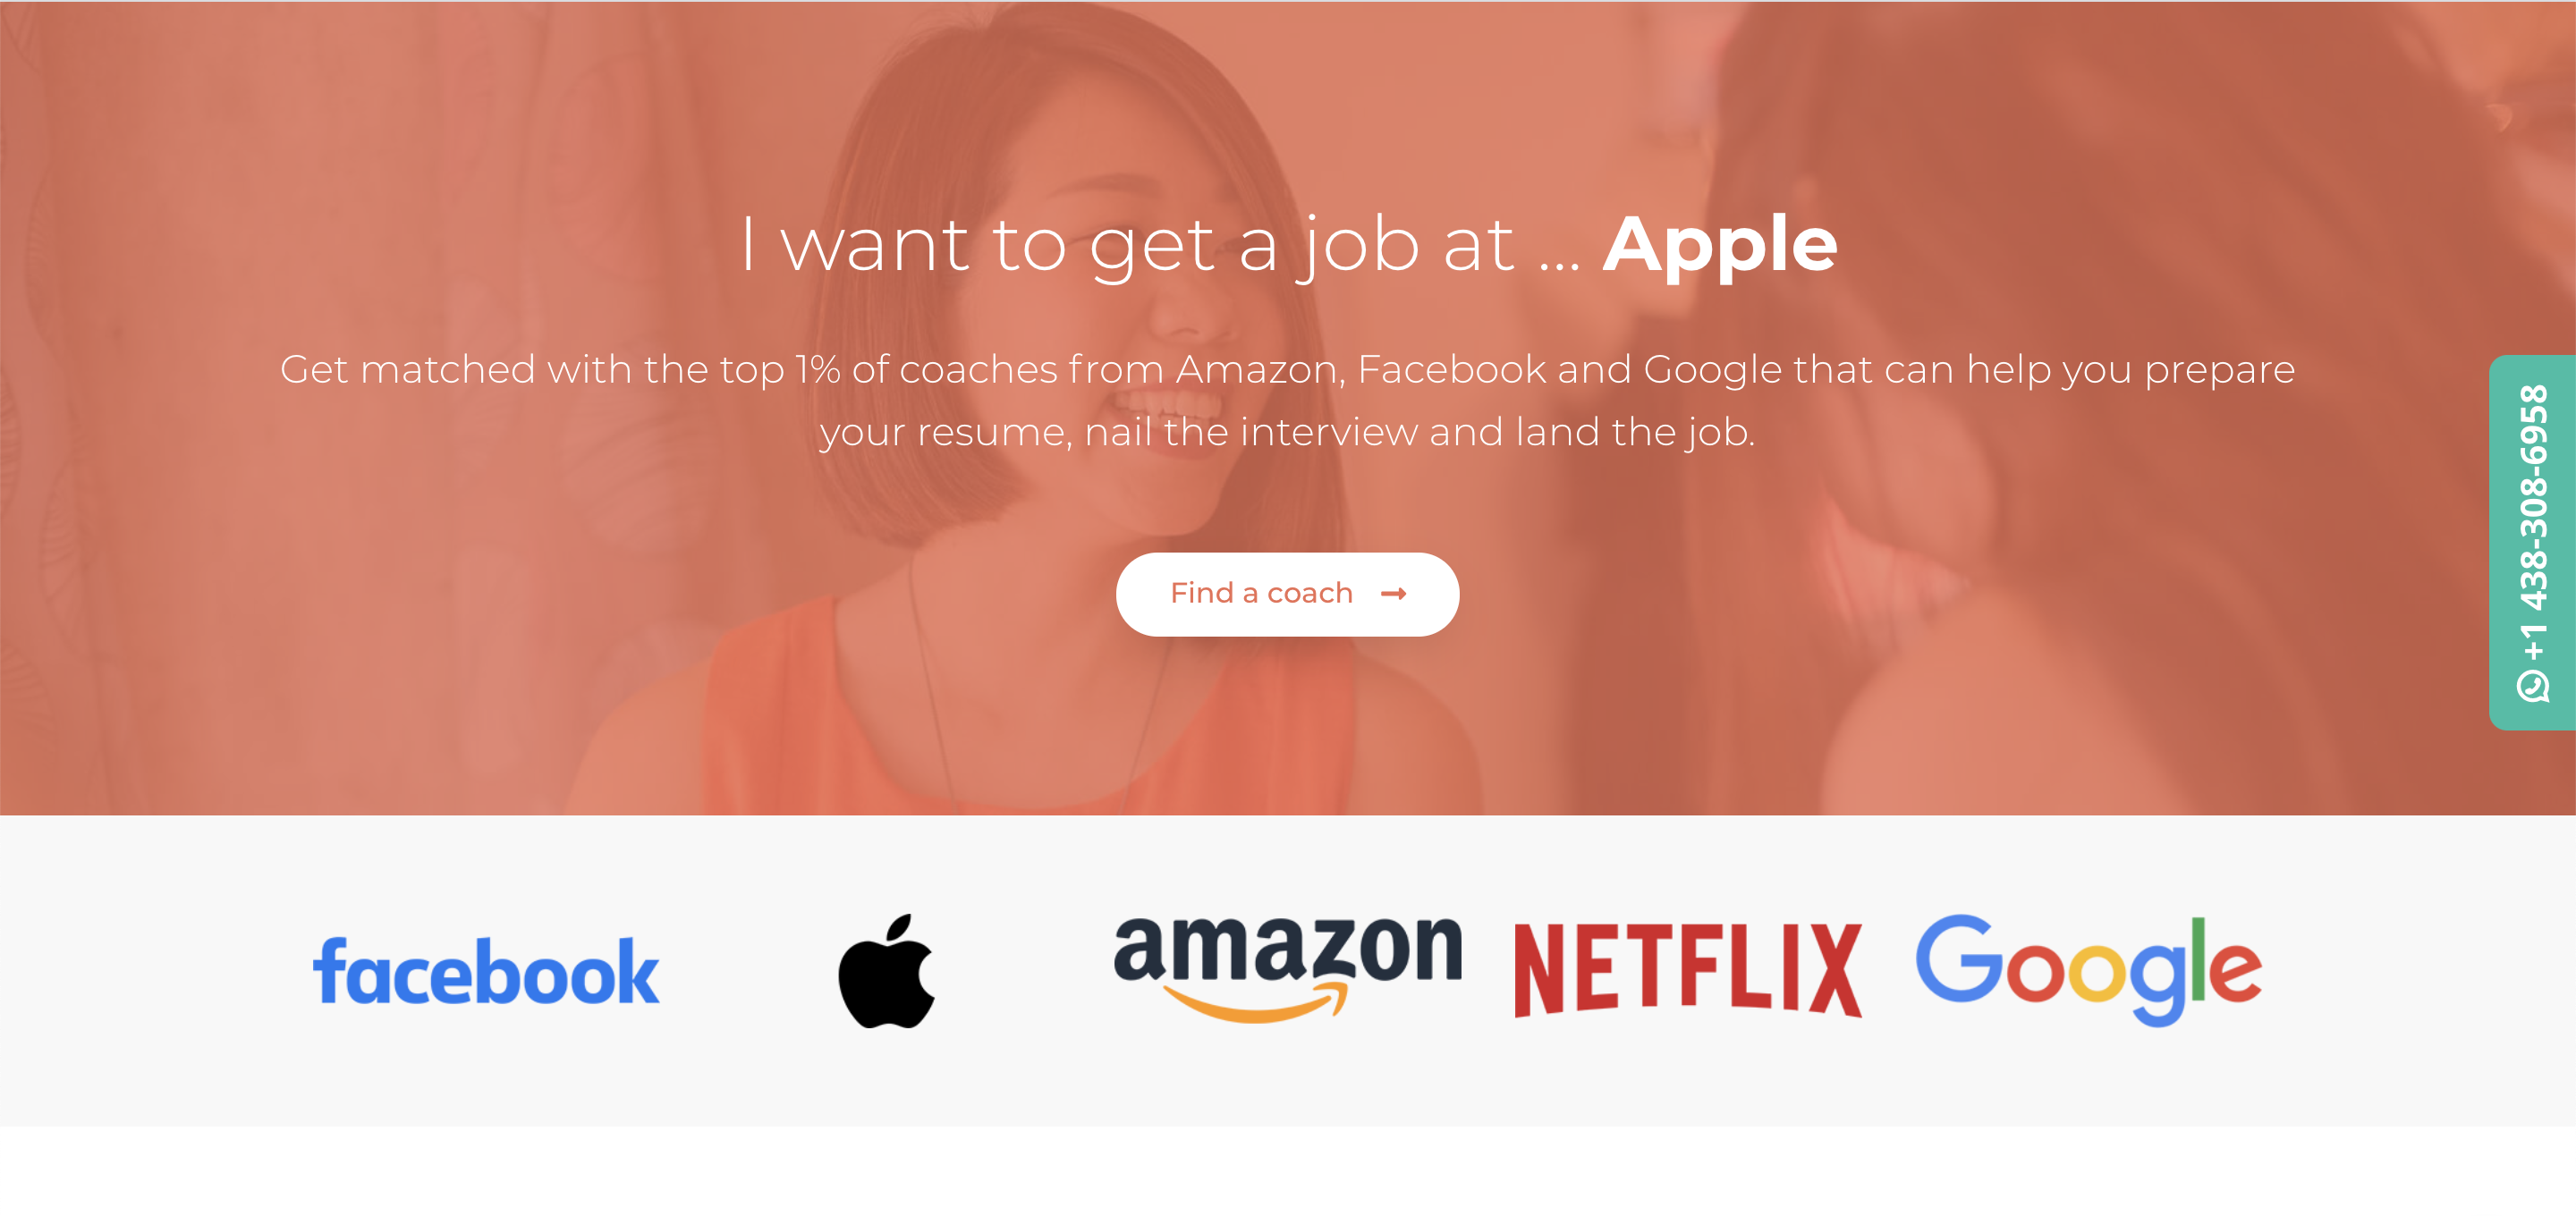 I want to get a job at ... Apple
Get matched with the top 1% of coaches from Amazon, Facebook and Google that can help you prepare
your resume, nail the interview and land the job.
Find a coach
+1 438-308-6958
facebook
amazon
NETFLIX
Google